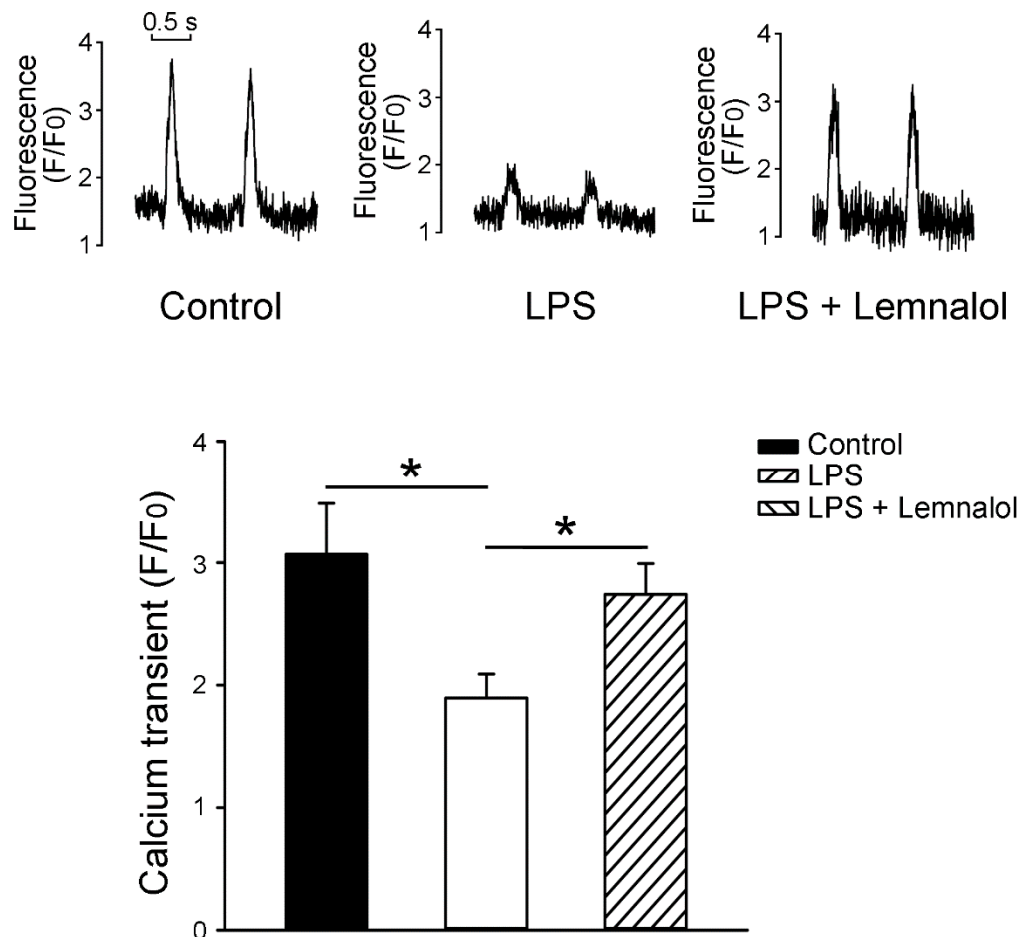 0.5 s
4
3
2
1
Fluorescence
(F/F0)
Control
4
3
2
1
Fluorescence
(F/F0)
LPS
4
3
2
1
Fluorescence
(F/F0)
LPS + Lemnalol
Control
LPS
LPS + Lemnalol
4
3
2
1
0
Calcium transient (F/F0)
*
*